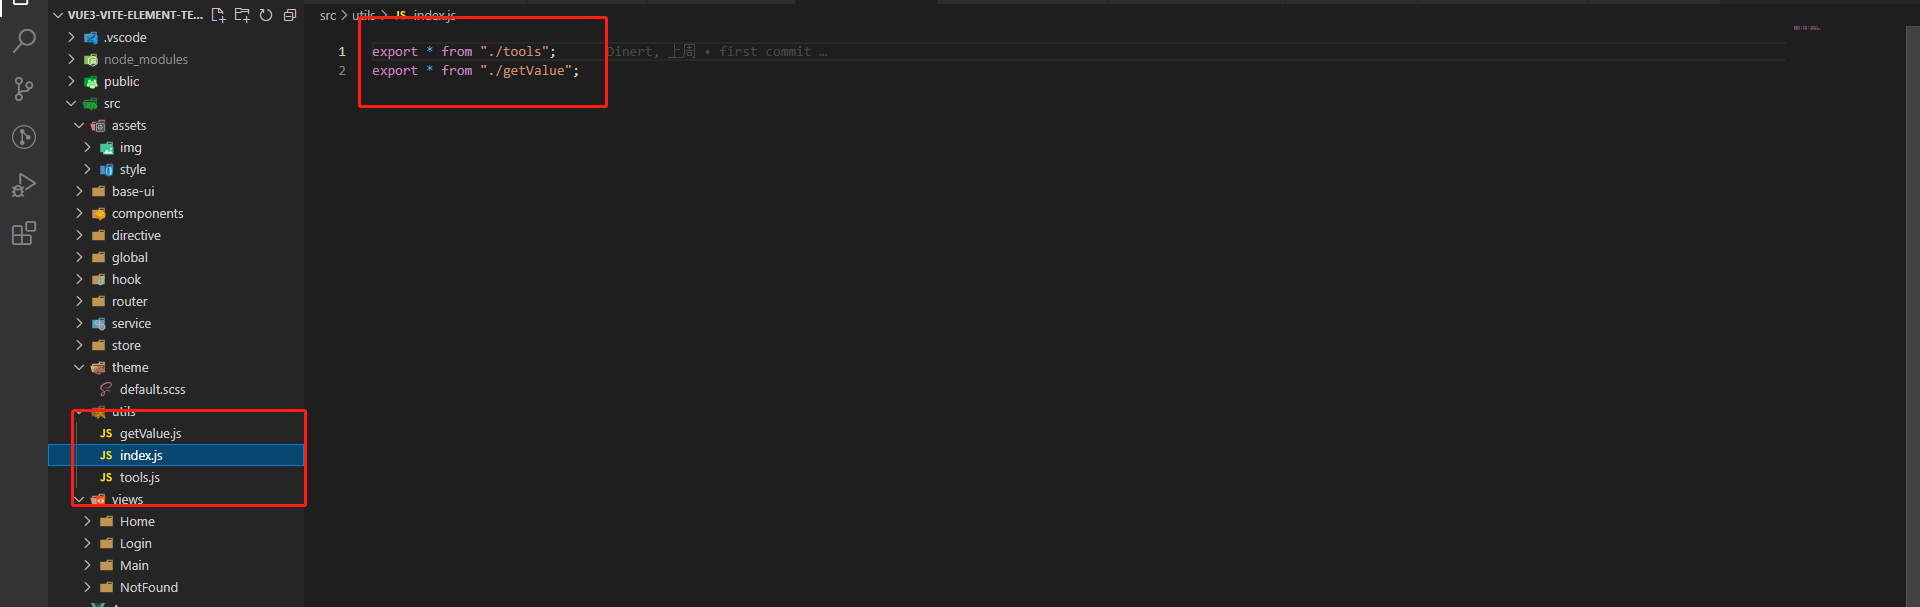 VUE3-VITE-ELEMENT-TE...
.vscode
node_modules
public
src
assets
img
style
base-ui
components
directive
global
hook
router
service
store
theme
default.scss
utils
JS getValue.js
JS index.js
JS tools.js
views
Home
Login
Main
NotFound
src > utils > JS index.js
1 export * from "./tools"; Dinert, 上周 • first commit …
2 export * from "./getValue";